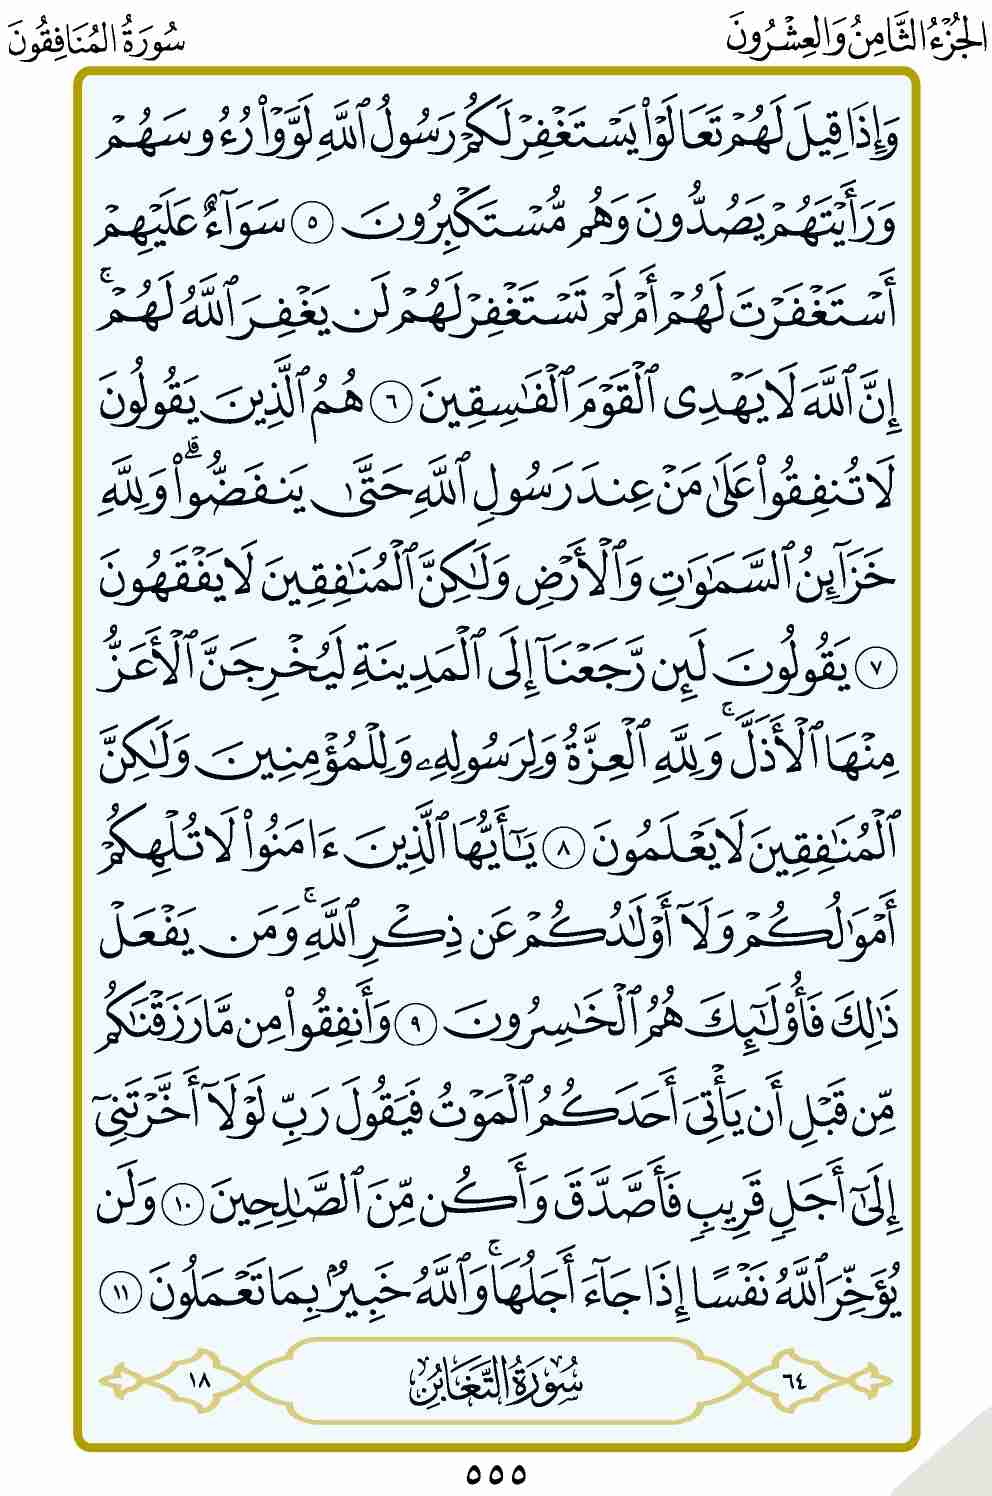 الجُزْءُ الثَّامِنُ وَالعِشْرُونَ
سُورَةُ المُنَافِقُونَ
وَإِذَا قِيلَ لَهُمْ تَعَالَوْا۟ يَسْتَغْفِرْ لَكُمْ رَسُولُ ٱللَّهِ لَوَّوْا۟ رُءُوسَهُمْ
وَرَأَيْتَهُمْ يَصُدُّونَ وَهُم مُّسْتَكْبِرُونَ ٥ سَوَآءٌ عَلَيْهِمْ
أَسْتَغْفَرْتَ لَهُمْ أَمْ لَمْ تَسْتَغْفِرْ لَهُمْ لَن يَغْفِرَ ٱللَّهُ لَهُمْ ۚ
إِنَّ ٱللَّهَ لَا يَهْدِى ٱلْقَوْمَ ٱلْفَـٰسِقِينَ ٦ هُمُ ٱلَّذِينَ يَقُولُونَ
لَا تُنفِقُوا۟ عَلَىٰ مَنْ عِندَ رَسُولِ ٱللَّهِ حَتَّىٰ يَنفَضُّوا۟ ۗ وَلِلَّهِ
خَزَآئِنُ ٱلسَّمَـٰوَٰتِ وَٱلْأَرْضِ وَلَـٰكِنَّ ٱلْمُنَـٰفِقِينَ لَا يَفْقَهُونَ
٧ يَقُولُونَ لَئِن رَّجَعْنَآ إِلَى ٱلْمَدِينَةِ لَيُخْرِجَنَّ ٱلْأَعَزُّ
مِنْهَا ٱلْأَذَلَّ ۚ وَلِلَّهِ ٱلْعِزَّةُ وَلِرَسُولِهِۦ وَلِلْمُؤْمِنِينَ وَلَـٰكِنَّ
ٱلْمُنَـٰفِقِينَ لَا يَعْلَمُونَ ٨ يَـٰٓأَيُّهَا ٱلَّذِينَ ءَامَنُوا۟ لَا تُلْهِكُمْ
أَمْوَٰلُكُمْ وَلَآ أَوْلَـٰدُكُمْ عَن ذِكْرِ ٱللَّهِ ۚ وَمَن يَفْعَلْ
ذَٰلِكَ فَأُو۟لَـٰٓئِكَ هُمُ ٱلْخَـٰسِرُونَ ٩ وَأَنفِقُوا۟ مِن مَّا رَزَقْنَـٰكُم
مِّن قَبْلِ أَن يَأْتِىَ أَحَدَكُمُ ٱلْمَوْتُ فَيَقُولَ رَبِّ لَوْلَآ أَخَّرْتَنِىٓ
إِلَىٰٓ أَجَلٍ قَرِيبٍ فَأَصَّدَّقَ وَأَكُن مِّنَ ٱلصَّـٰلِحِينَ ١٠ وَلَن
يُؤَخِّرَ ٱللَّهُ نَفْسًا إِذَا جَآءَ أَجَلُهَا ۚ وَٱللَّهُ خَبِيرٌۢ بِمَا تَعْمَلُونَ ١١
٦٤ سُورَةُ التَّغَابُنِ ١٨
٥٥٥